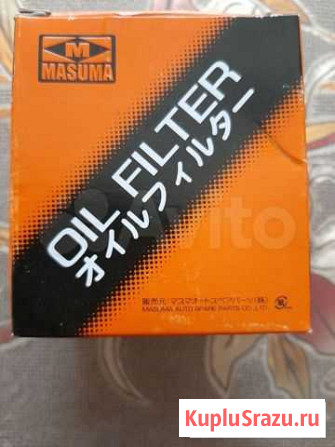 M
MASUMA
OIL FILTER
オイルフィルター
Avito
販売元:マスマオートスペアパーツ(株)
MASUMA AUTO SPARE PARTS CO.,LTD.
KupluSrazu.ru